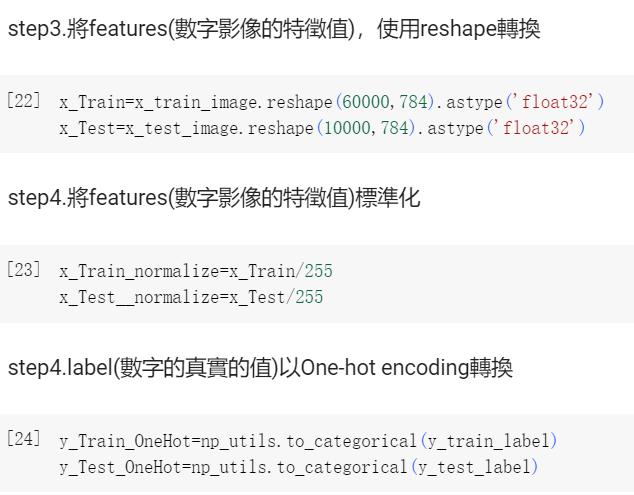 step3.將features(數字影像的特徵值)，使用reshape轉換
[22] x_Train=x_train_image.reshape(60000,784).astype('float32')
x_Test=x_test_image.reshape(10000,784).astype('float32')
step4.將features(數字影像的特徵值)標準化
[23] x_Train_normalize=x_Train/255
x_Test__normalize=x_Test/255
step4.label(數字的真實的值)以One-hot encoding轉換
[24] y_Train_OneHot=np_utils.to_categorical(y_train_label)
y_Test_OneHot=np_utils.to_categorical(y_test_label)